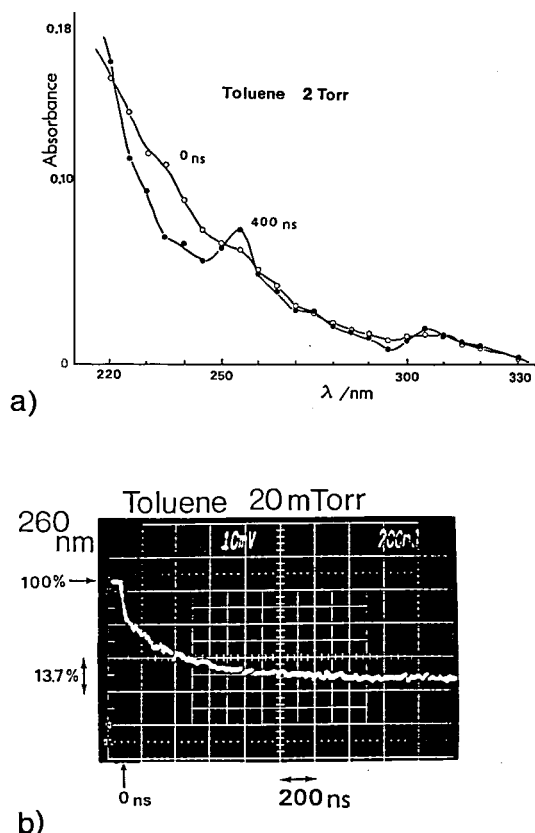 a)
0,18
Absorbance
Toluene 2 Torr
0 ns
0,10
400 ns
0
220
250
300
330
λ /nm
b)
Toluene 20 mTorr
260
nm
10mV
100%
13.7%
0 ns
200 ns